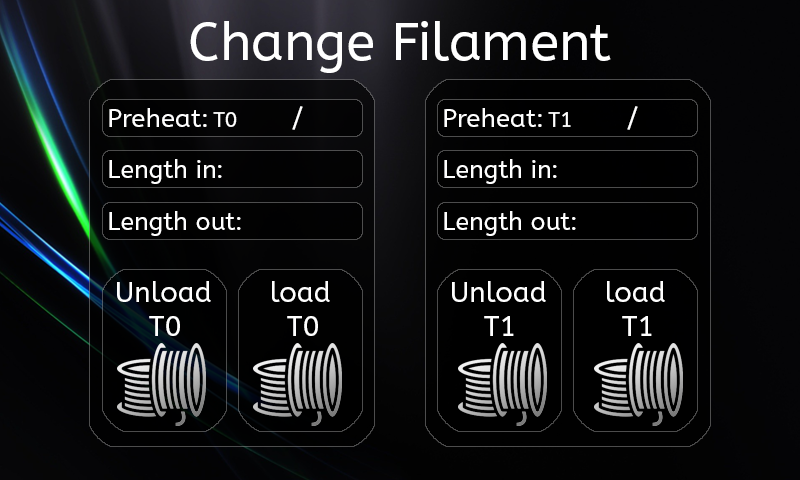 Change Filament
Preheat: T0 /
Length in:
Length out:
Unload
T0
load
T0
Preheat: T1 /
Length in:
Length out:
Unload
T1
load
T1